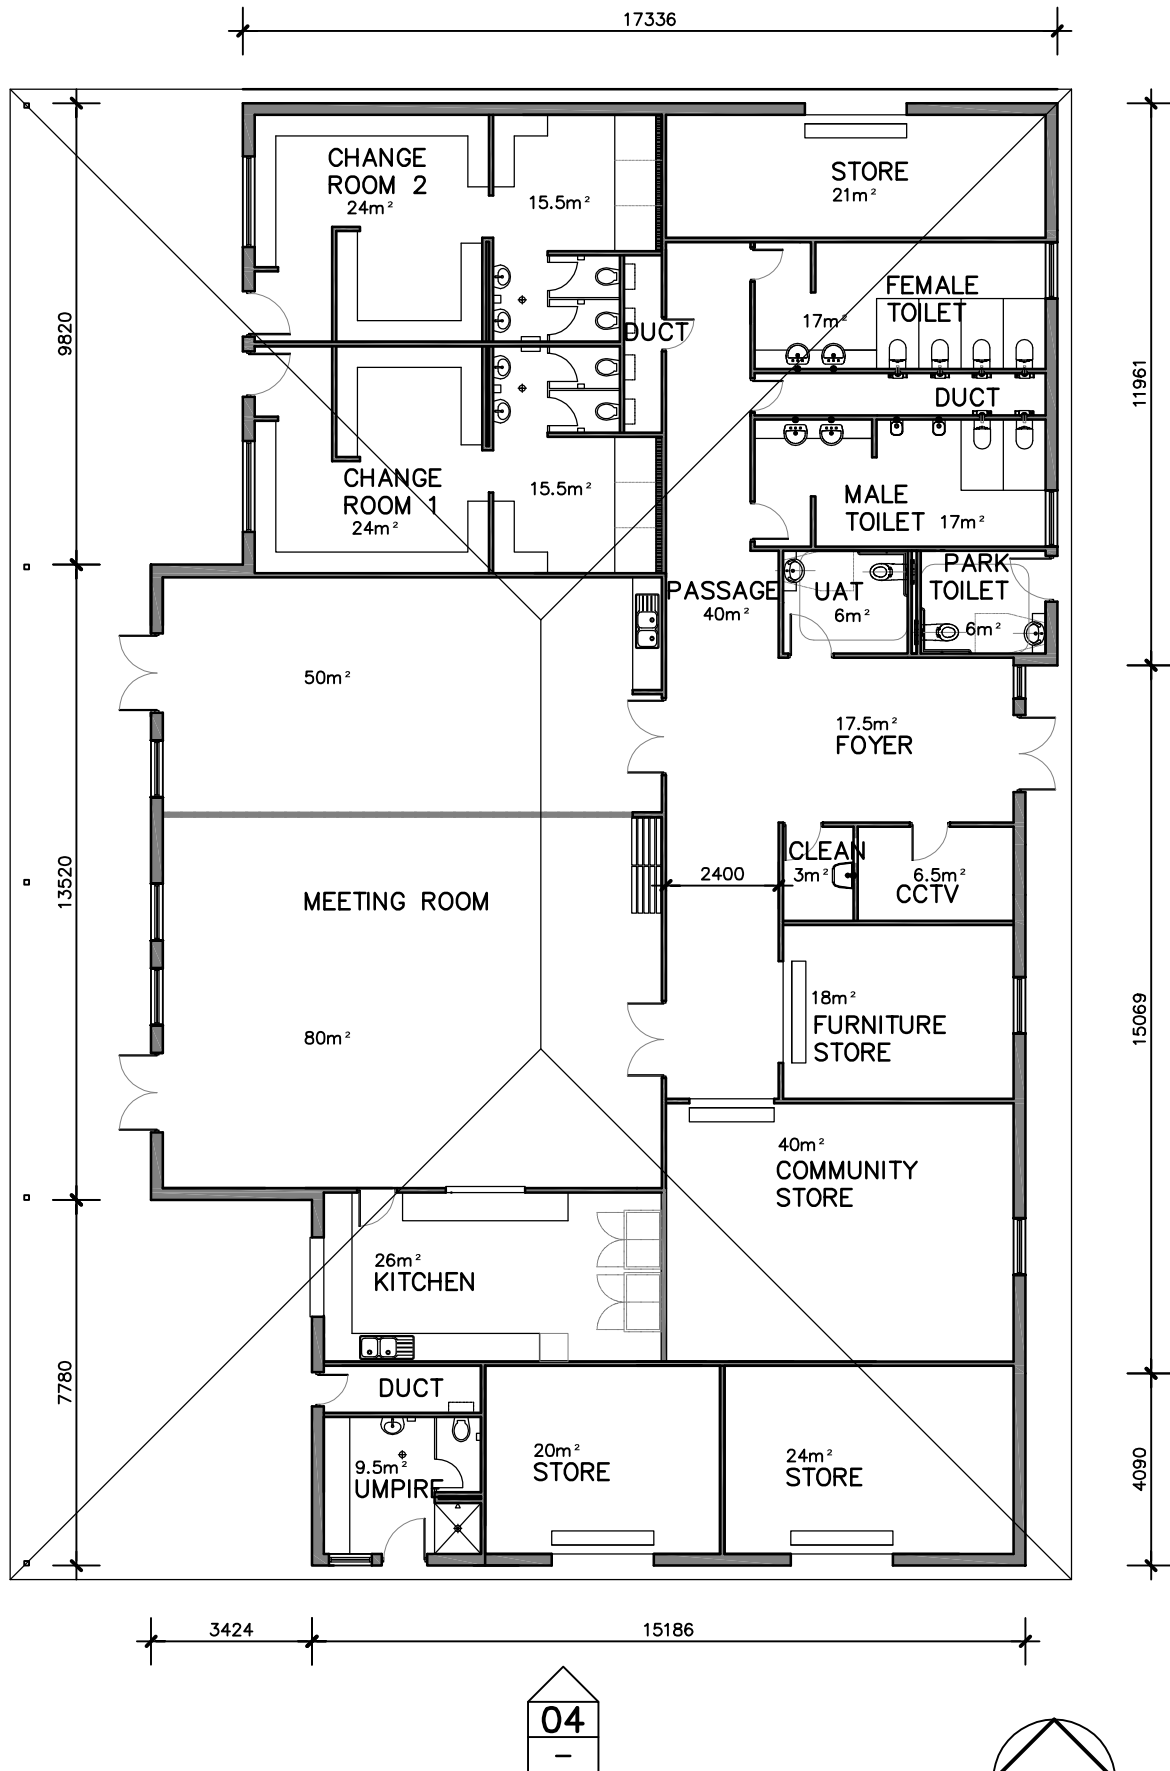 17336
CHANGE
ROOM 2
24m²
15.5m²
STORE
21m²
9820
DUCT
FEMALE
TOILET
17m²
11961
DUCT
CHANGE
ROOM 1
24m²
15.5m²
MALE
TOILET
17m²
PASSAGE
40m²
UAT
6m²
PARK
TOILET
6m²
50m²
17.5m²
FOYER
13520
MEETING ROOM
2400
CLEAN
3m²
6.5m²
CCTV
80m²
18m²
FURNITURE
STORE
15069
40m²
COMMUNITY
STORE
26m²
KITCHEN
7780
DUCT
9.5m²
UMPIRE
20m²
STORE
24m²
STORE
4090
3424
15186
04
-